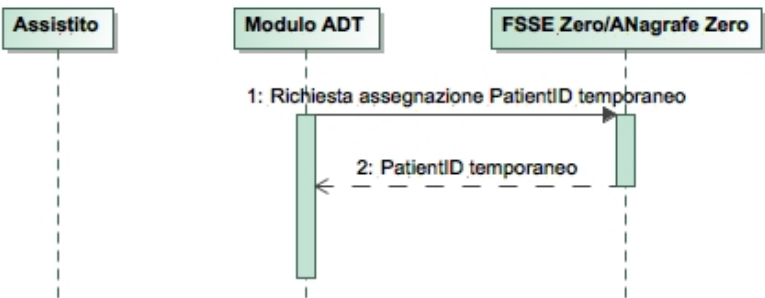 Assistito
Modulo ADT
FSSE Zero/ANagrafe Zero
1: Richiesta assegnazione PatientID temporaneo
2: PatientID temporaneo